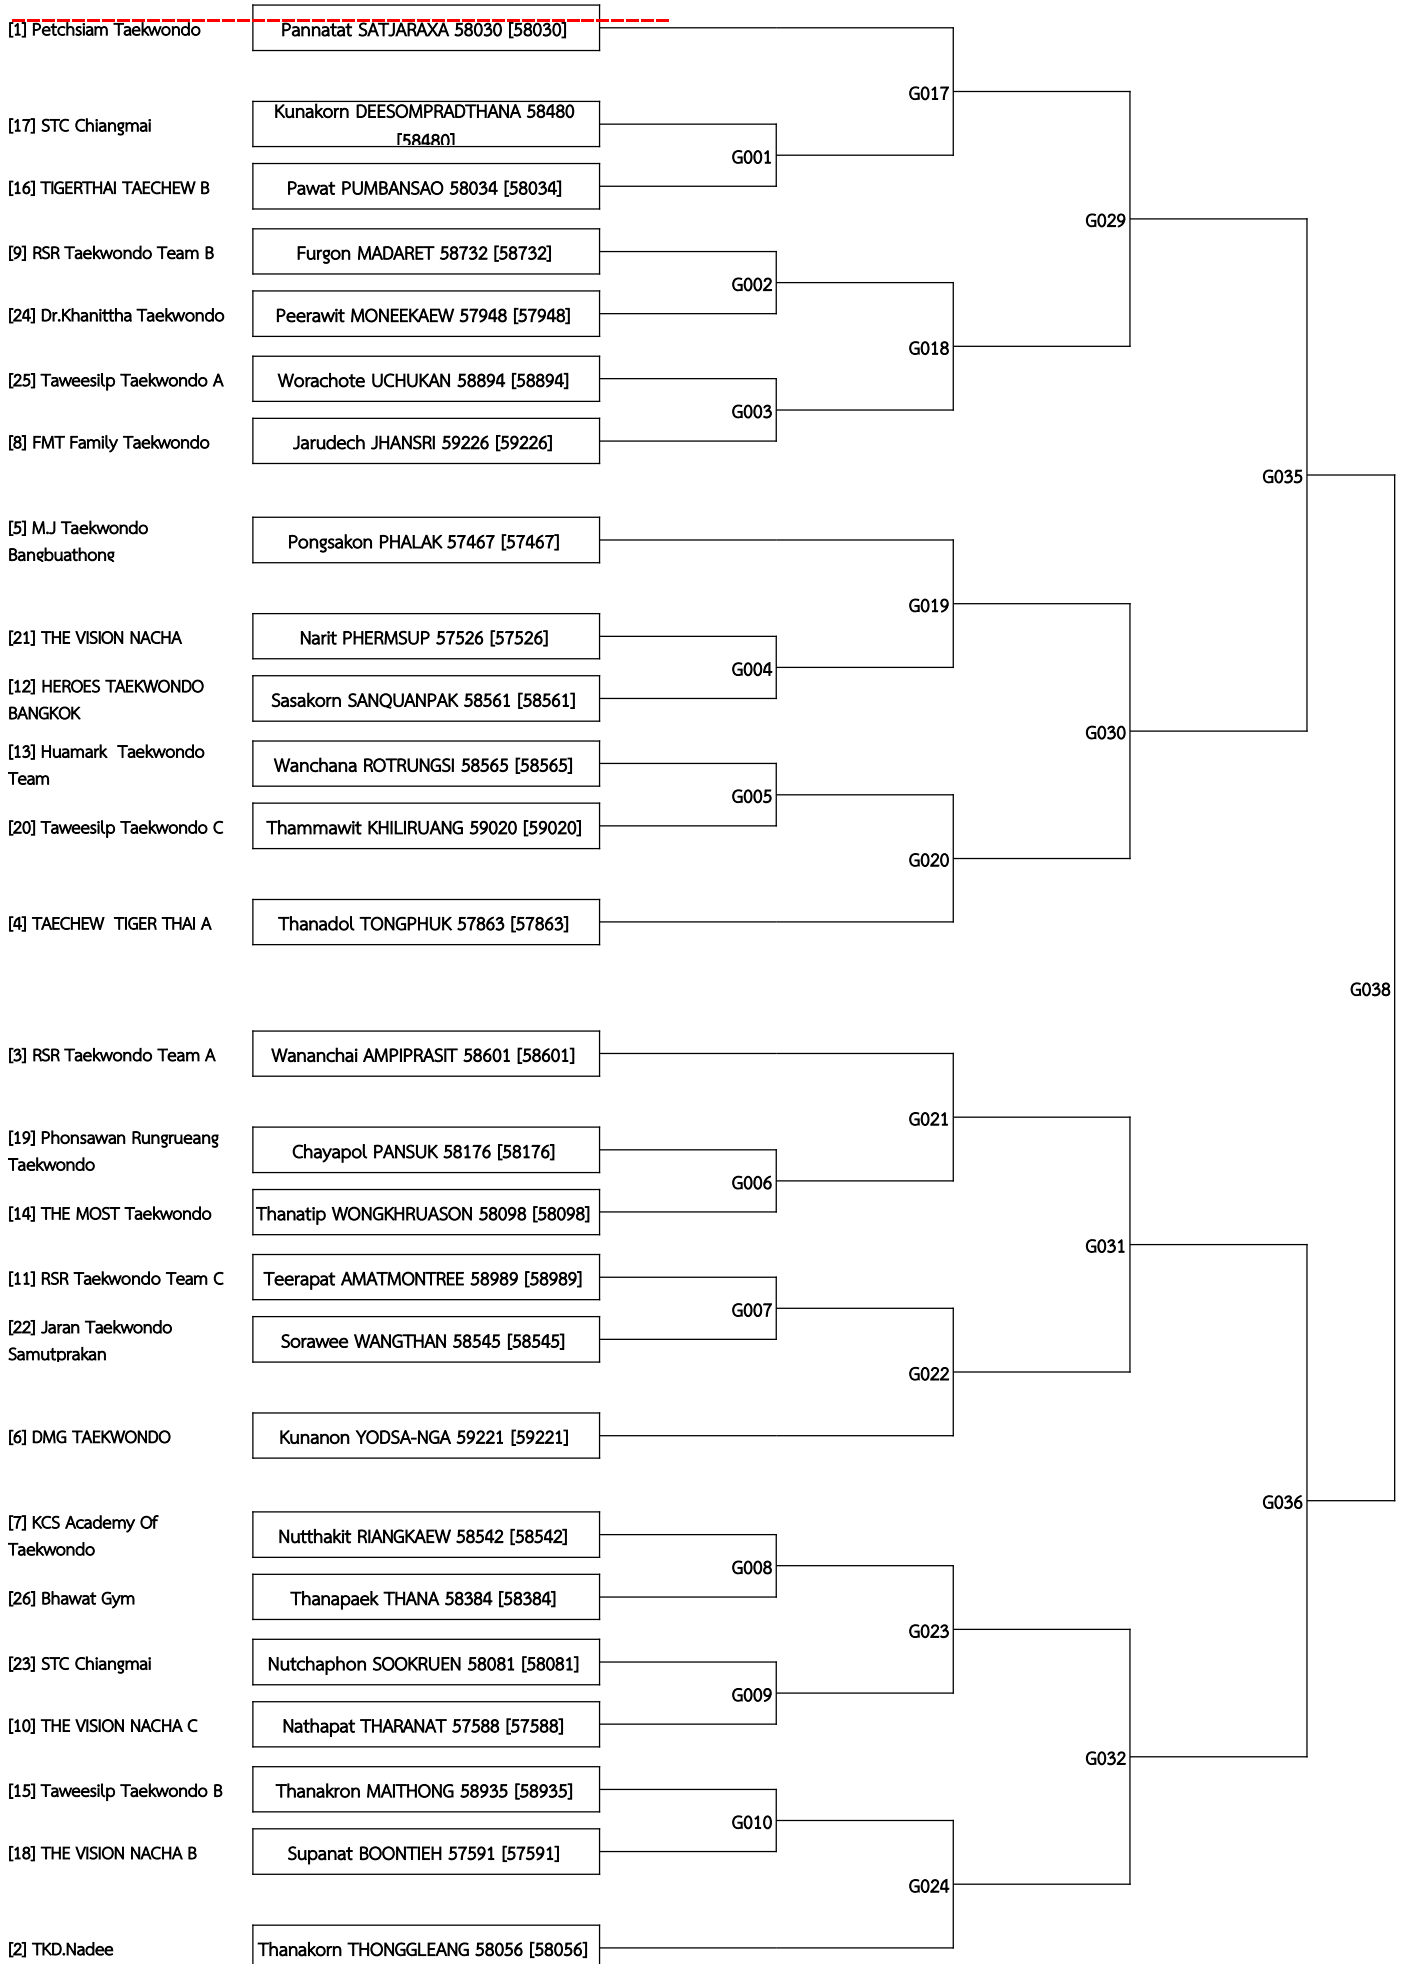 [1] Petchsiam Taekwondo
Pannatat SATJARAXA 58030 [58030]
G017
[17] STC Chiangmai
Kunakorn DEESOMPRADTHANA 58480
[58480]
G001
[16] TIGERTHAI TAECHEW B
Pawat PUMBANSAO 58034 [58034]
G029
[9] RSR Taekwondo Team B
Furgon MADARET 58732 [58732]
G002
[24] Dr.Khanittha Taekwondo
Peerawit MONEEKAEW 57948 [57948]
G018
[25] Taweesilp Taekwondo A
Worachote UCHUKAN 58894 [58894]
G003
[8] FMT Family Taekwondo
Jarudech JHANSRI 59226 [59226]
G035
[5] M.J Taekwondo
Bangbuathong
Pongsakon PHALAK 57467 [57467]
G019
[21] THE VISION NACHA
Narit PHERMSUP 57526 [57526]
G004
[12] HEROES TAEKWONDO
BANGKOK
Sasakorn SANQUANPAK 58561 [58561]
G030
[13] Huamark  Taekwondo
Team
Wanchana ROTRUNGSI 58565 [58565]
G005
[20] Taweesilp Taekwondo C
Thammawit KHILIRUANG 59020 [59020]
G020
[4] TAECHEW  TIGER THAI A
Thanadol TONGPHUK 57863 [57863]
G038
[3] RSR Taekwondo Team A
Wananchai AMPIPRASIT 58601 [58601]
G021
[19] Phonsawan Rungrueang
Taekwondo
Chayapol PANSUK 58176 [58176]
G006
[14] THE MOST Taekwondo
Thanatip WONGKHRUASON 58098 [58098]
G031
[11] RSR Taekwondo Team C
Teerapat AMATMONTREE 58989 [58989]
G007
[22] Jaran Taekwondo
Samutprakan
Sorawee WANGTHAN 58545 [58545]
G022
[6] DMG TAEKWONDO
Kunanon YODSA-NGA 59221 [59221]
G036
[7] KCS Academy Of
Taekwondo
Nutthakit RIANGKAEW 58542 [58542]
G008
[26] Bhawat Gym
Thanapaek THANA 58384 [58384]
G023
[23] STC Chiangmai
Nutchaphon SOOKRUEN 58081 [58081]
G009
[10] THE VISION NACHA C
Nathapat THARANAT 57588 [57588]
G032
[15] Taweesilp Taekwondo B
Thanakron MAITHONG 58935 [58935]
G010
[18] THE VISION NACHA B
Supanat BOONTIEH 57591 [57591]
G024
[2] TKD.Nadee
Thanakorn THONGGLEANG 58056 [58056]